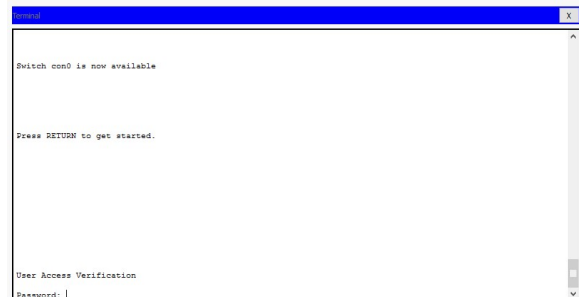 Terminal
X
Switch con0 is now available
Press RETURN to get started.
User Access Verification
Password: